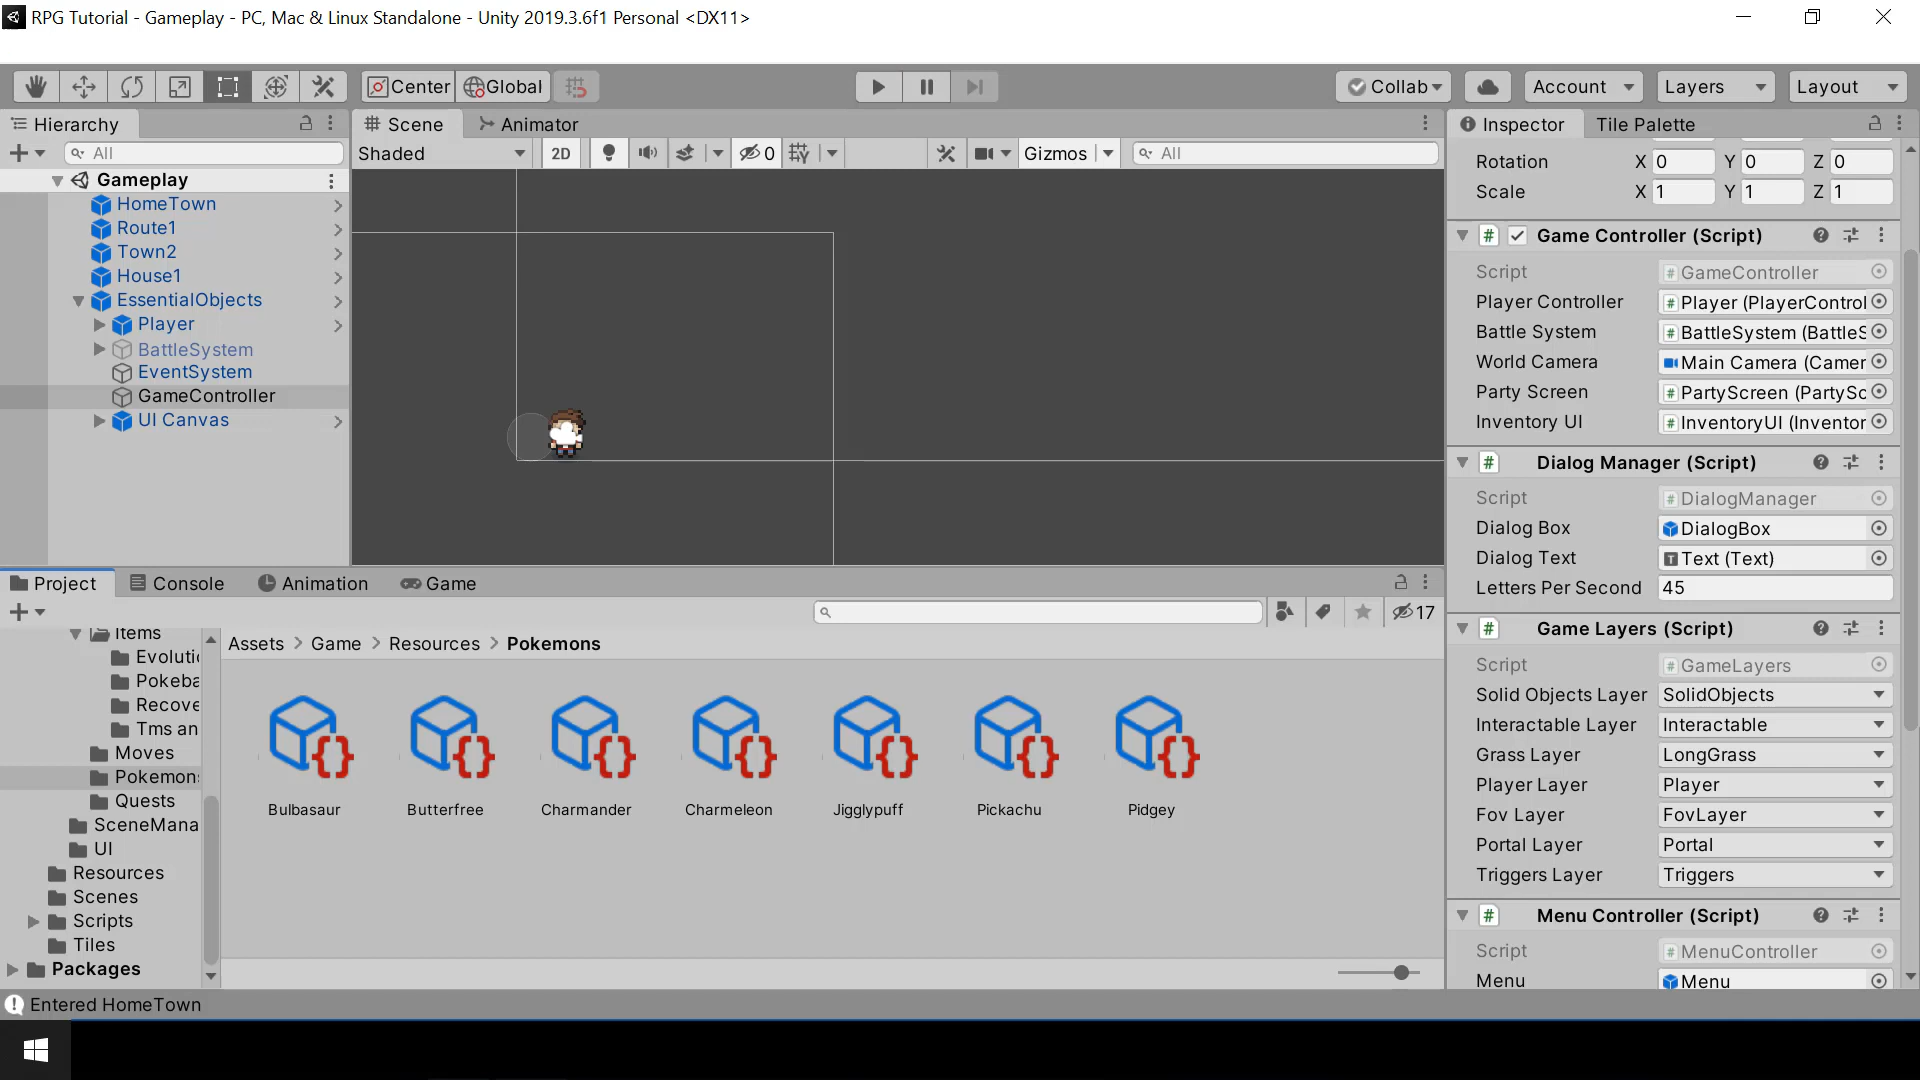 RPG Tutorial - Gameplay - PC, Mac & Linux Standalone - Unity 2019.3.6f1 Personal <DX11>
Center Global Collab Account Layers Layout
Hierarchy
All
Gameplay
HomeTown
Route1
Town2
House1
EssentialObjects
Player
BattleSystem
EventSystem
GameController
UI Canvas
Scene Animator
Shaded 2D 0 Gizmos All
Inspector Tile Palette
Rotation X 0 Y 0 Z 0
Scale X 1 Y 1 Z 1
# Game Controller (Script)
Script # GameController
Player Controller # Player (PlayerControl
Battle System # BattleSystem (BattleS
World Camera Main Camera (Camer
Party Screen # PartyScreen (PartySc
Inventory UI # InventoryUI (Inventor
# Dialog Manager (Script)
Script # DialogManager
Dialog Box DialogBox
Dialog Text T Text (Text)
Letters Per Second 45
# Game Layers (Script)
Script # GameLayers
Solid Objects Layer SolidObjects
Interactable Layer Interactable
Grass Layer LongGrass
Player Layer Player
Fov Layer FovLayer
Portal Layer Portal
Triggers Layer Triggers
# Menu Controller (Script)
Script # MenuController
Menu Menu
Project Console Animation Game
17
Items
Evoluti
Pokeba
Recove
Tms an
Moves
Pokemon
Quests
SceneMana
UI
Resources
Scenes
Scripts
Tiles
Packages
Assets > Game > Resources > Pokemons
Bulbasaur Butterfree Charmander Charmeleon Jigglypuff Pickachu Pidgey
Entered HomeTown